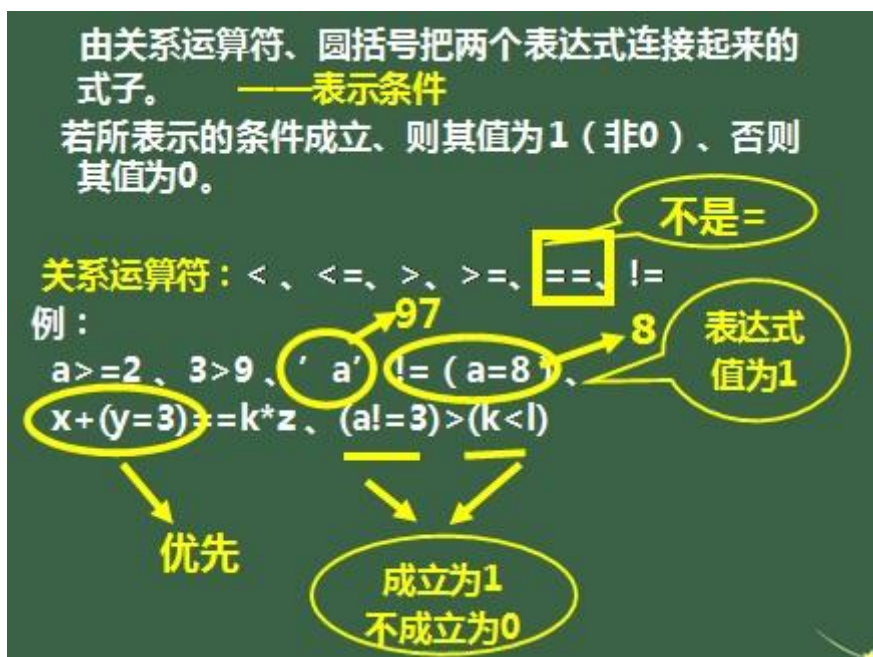 由关系运算符、圆括号把两个表达式连接起来的
式子。 ——表示条件
若所表示的条件成立、则其值为1（非0）、否则
其值为0。
不是=
关系运算符：< 、 <=、 >、 >=、 ==、 !=
例：
97
8
表达式
值为1
a>=2 、 3>9 、 ′ a′ != ( a=8 ) 、
x+(y=3)==k*z 、 (a!=3)>(k<l)
优先
成立为1
不成立为0